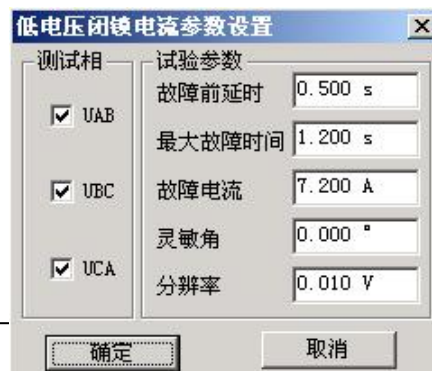 低电压闭镜电流参数设置
测试相
UAB
UBC
UCA
试验参数
故障前延时 0.500 s
最大故障时间 1.200 s
故障电流 7.200 A
灵敏角 0.000 °
分辨率 0.010 V
确定 取消